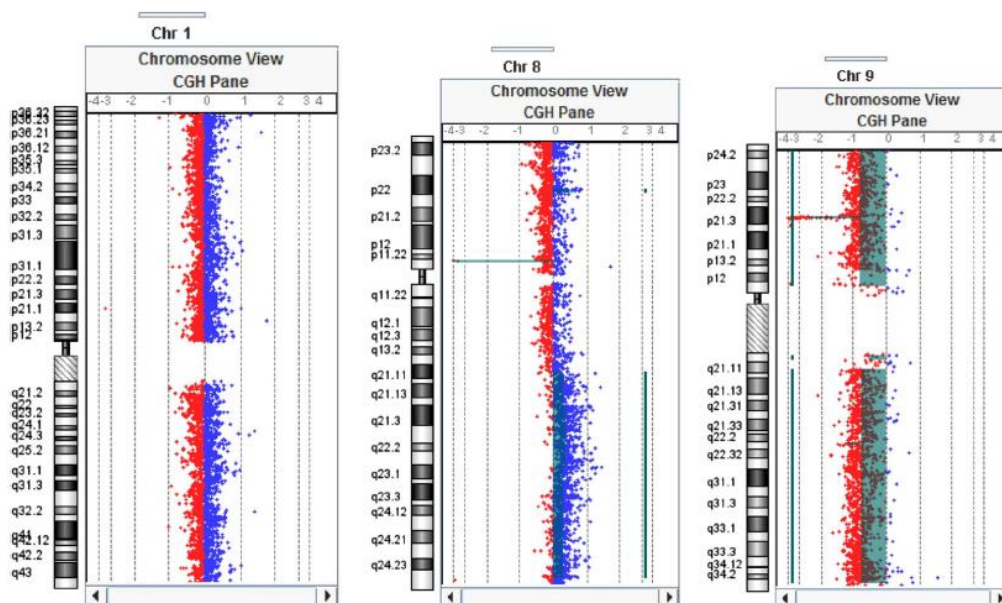 Chr 1
Chromosome View
CGH Pane
-4 -3 -2 -1 0 1 2 3 4
p36.22
p36.23
p36.21
p36.12
p35.3
p35.1
p34.2
p33
p32.2
p31.3
p31.1
p22.2
p21.3
p21.1
p13.2
p12
q21.2
q22
q23.2
q24.1
q24.3
q25.2
q31.1
q31.3
q32.2
q41
q42.12
q42.2
q43
Chr 8
Chromosome View
CGH Pane
-4 -3 -2 -1 0 1 2 3 4
p23.2
p22
p21.2
p12
p11.22
q11.22
q12.1
q12.3
q13.2
q21.11
q21.13
q21.3
q22.2
q23.1
q23.3
q24.12
q24.21
q24.23
Chr 9
Chromosome View
CGH Pane
-4 -3 -2 -1 0 1 2 3 4
p24.2
p23
p22.2
p21.3
p21.1
p13.2
p12
q21.11
q21.13
q21.31
q21.33
q22.2
q22.32
q31.1
q31.3
q33.1
q33.3
q34.12
q34.2